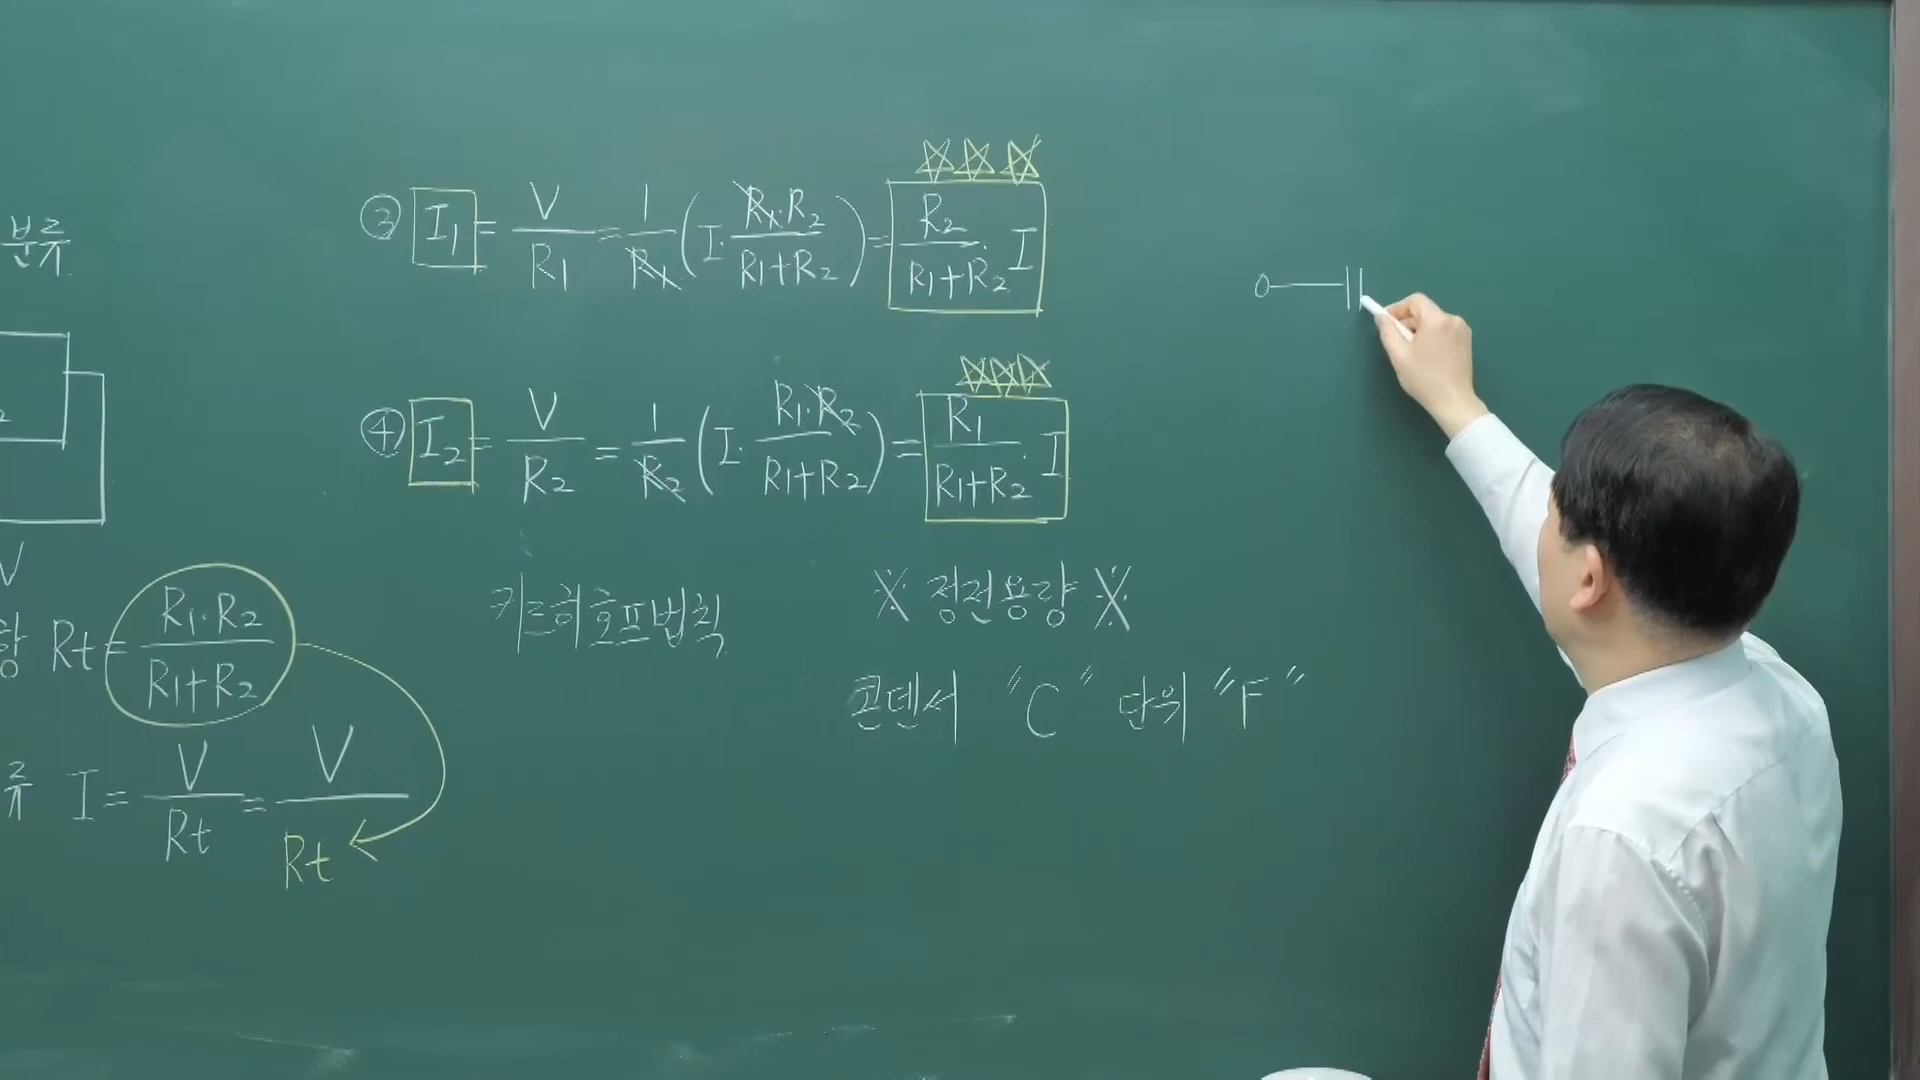 분류
③ I₁ = V/R₁ = 1/R₁ (I · R₁·R₂/R₁+R₂) = R₂/R₁+R₂ · I
④ I₂ = V/R₂ = 1/R₂ (I · R₁·R₂/R₁+R₂) = R₁/R₁+R₂ · I
V
항 Rt = R₁·R₂/R₁+R₂
류 I = V/Rt = V/Rt
키르히호프법칙
※ 정전용량 ※
콘덴서 "C" 단위 "F"